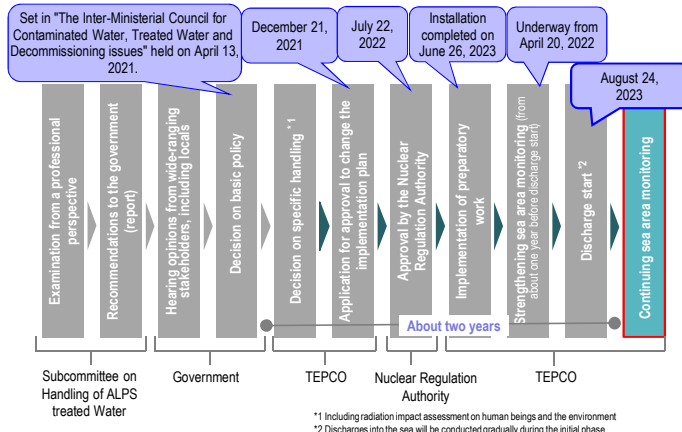 Set in "The Inter-Ministerial Council for
Contaminated Water, Treated Water and
Decommissioning issues" held on April 13,
2021.
December 21,
2021
July 22,
2022
Installation
completed on
June 26, 2023
Underway from
April 20, 2022
August 24,
2023
Examination from a professional
perspective
Recommendations to the government
(report)
Hearing opinions from wide-ranging
stakeholders, including locals
Decision on basic policy
Decision on specific handling *1
Application for approval to change the
implementation plan
Approval by the Nuclear
Regulation Authority
Implementation of preparatory
work
Strengthening sea area monitoring (from
about one year before discharge start)
Discharge start *2
Continuing sea area monitoring
About two years
Subcommittee on
Handling of ALPS
treated Water
Government
TEPCO
Nuclear Regulation
Authority
TEPCO
*1 Including radiation impact assessment on human beings and the environment
*2 Discharges into the sea will be conducted gradually during the initial phase